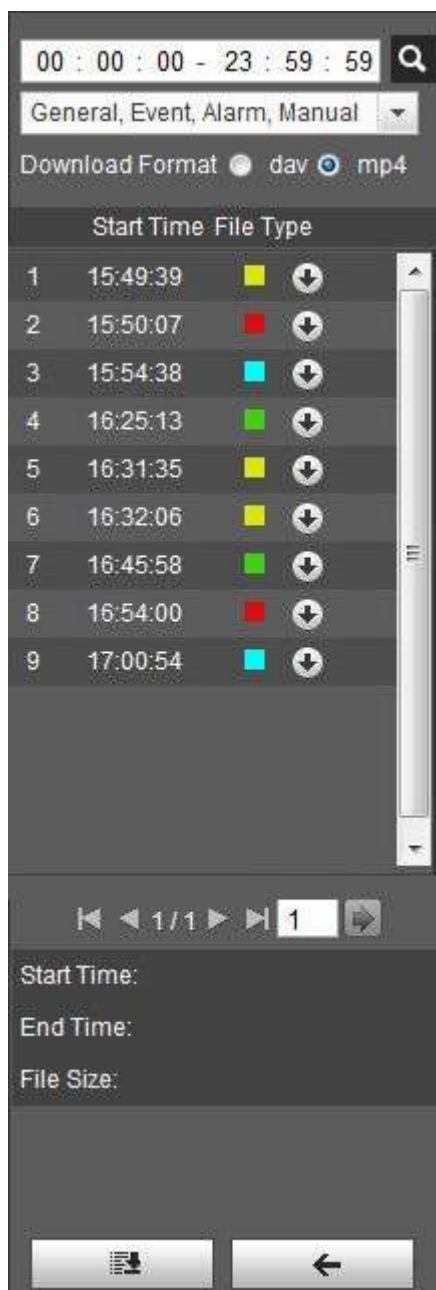 00 : 00 : 00 - 23 : 59 : 59
General, Event, Alarm, Manual
Download Format dav mp4
Start Time File Type
1 15:49:39
2 15:50:07
3 15:54:38
4 16:25:13
5 16:31:35
6 16:32:06
7 16:45:58
8 16:54:00
9 17:00:54
1/1 1
Start Time:
End Time:
File Size: